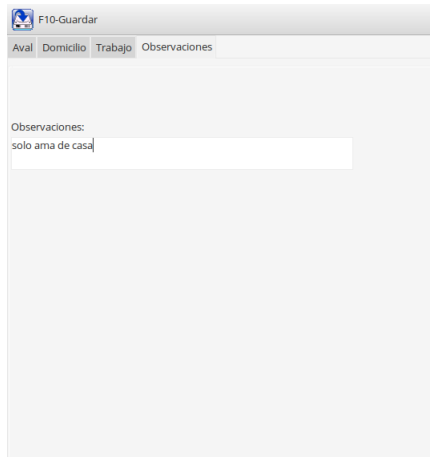 F10-Guardar
Aval Domicilio Trabajo Observaciones
Observaciones:
solo ama de casa